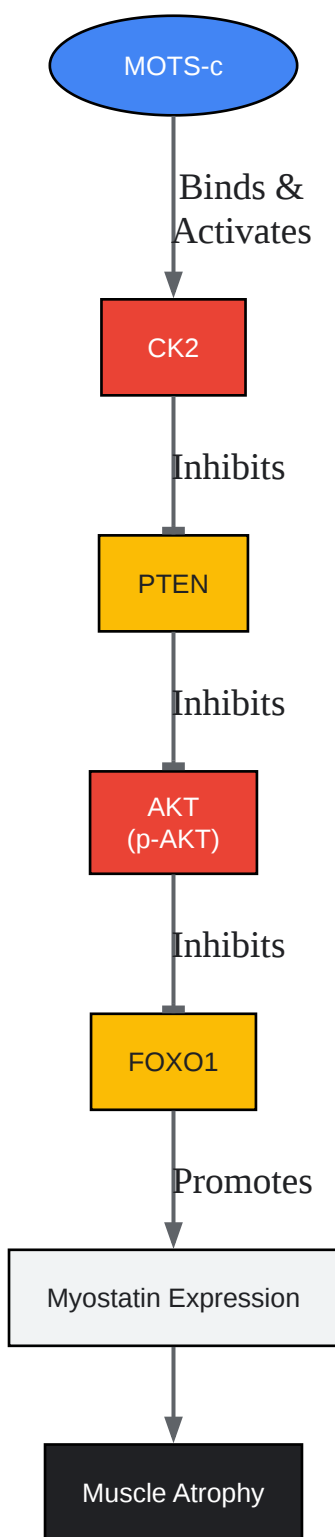 MOTS-c
Binds &
Activates
CK2
Inhibits
PTEN
Inhibits
AKT
(p-AKT)
Inhibits
FOXO1
Promotes
Myostatin Expression
Muscle Atrophy